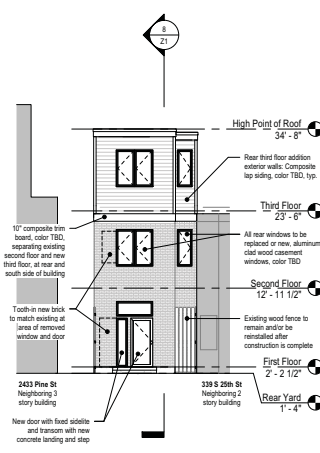 8
Z1
High Point of Roof
34' - 8"
Rear third floor addition
exterior walls: Composite
lap siding, color TBD, typ.
Third Floor
23' - 6"
10" composite trim
board, color TBD,
separating existing
second floor and new
third floor, at rear and
south side of building
All rear windows to be
replaced or new, aluminum
clad wood casement
windows, color TBD
Second Floor
12' - 11 1/2"
Tooth-in new brick
to match existing at
area of removed
window and door
Existing wood fence to
remain and/or be
reinstalled after
construction is complete
First Floor
2' - 2 1/2"
2433 Pine St
Neighboring 3
story building
339 S 25th St
Neighboring 2
story building
Rear Yard
1' - 4"
New door with fixed sidelite
and transom with new
concrete landing and step